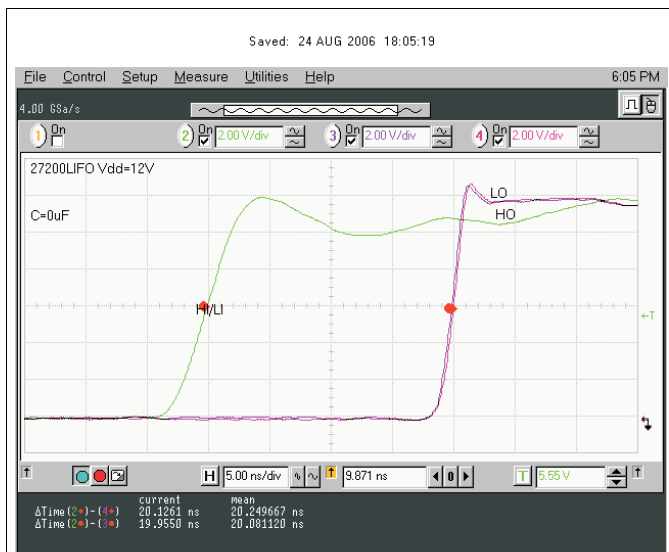 Saved: 24 AUG 2006 18:05:19
File Control Setup Measure Utilities Help 6:05 PM
4.00 GSa/s
1 On 2 On 2.00 V/div 3 On 2.00 V/div 4 On 2.00 V/div
27200LIFO Vdd=12V
LO
C=0uF
HO
HI/LI
←T
H 5.00 ns/div 9.871 ns 0 T 5.55 V
current mean
ΔTime(2●)-(4●) 20.1261 ns 20.249667 ns
ΔTime(2●)-(3●) 19.9550 ns 20.081120 ns